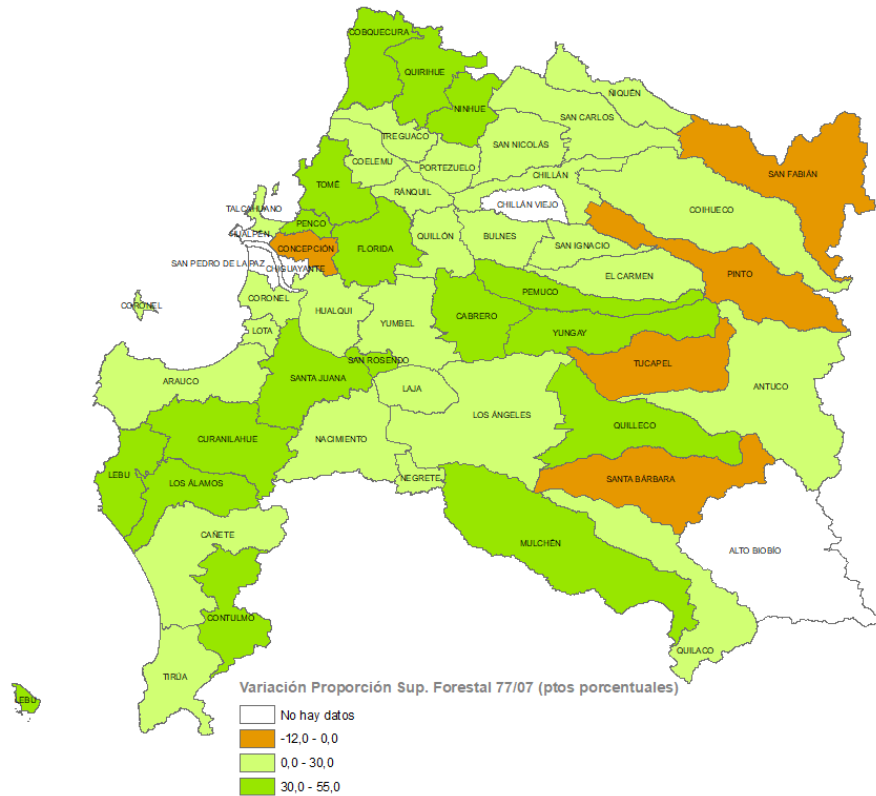 COBQUECURA
QUIRIHUE
NINHUE
ÑIQUÉN
SAN CARLOS
TREGUACO
SAN NICOLÁS
COELEMU
PORTEZUELO
SAN FABIÁN
CHILLÁN
TOMÉ
RÁNQUIL
CHILLÁN VIEJO
COIHUECO
TALCAHUANO
PENCO
HUALPÉN
CONCEPCIÓN
FLORIDA
QUILLÓN
BULNES
SAN IGNACIO
SAN PEDRO DE LA PAZ
CHIGUAYANTE
EL CARMEN
PINTO
PEMUCO
CORONEL
CORONEL
HUALQUI
CABRERO
YUMBEL
LOTA
YUNGAY
SAN ROSENDO
TUCAPEL
ARAUCO
SANTA JUANA
LAJA
ANTUCO
LOS ÁNGELES
QUILLECO
CURANILAHUE
NACIMIENTO
LEBU
NEGRETE
SANTA BÁRBARA
LOS ÁLAMOS
CAÑETE
MULCHÉN
ALTO BIOBÍO
CONTULMO
QUILACO
TIRÚA
LEBU
Variación Proporción Sup. Forestal 77/07 (ptos porcentuales)
No hay datos
-12,0 - 0,0
0,0 - 30,0
30,0 - 55,0